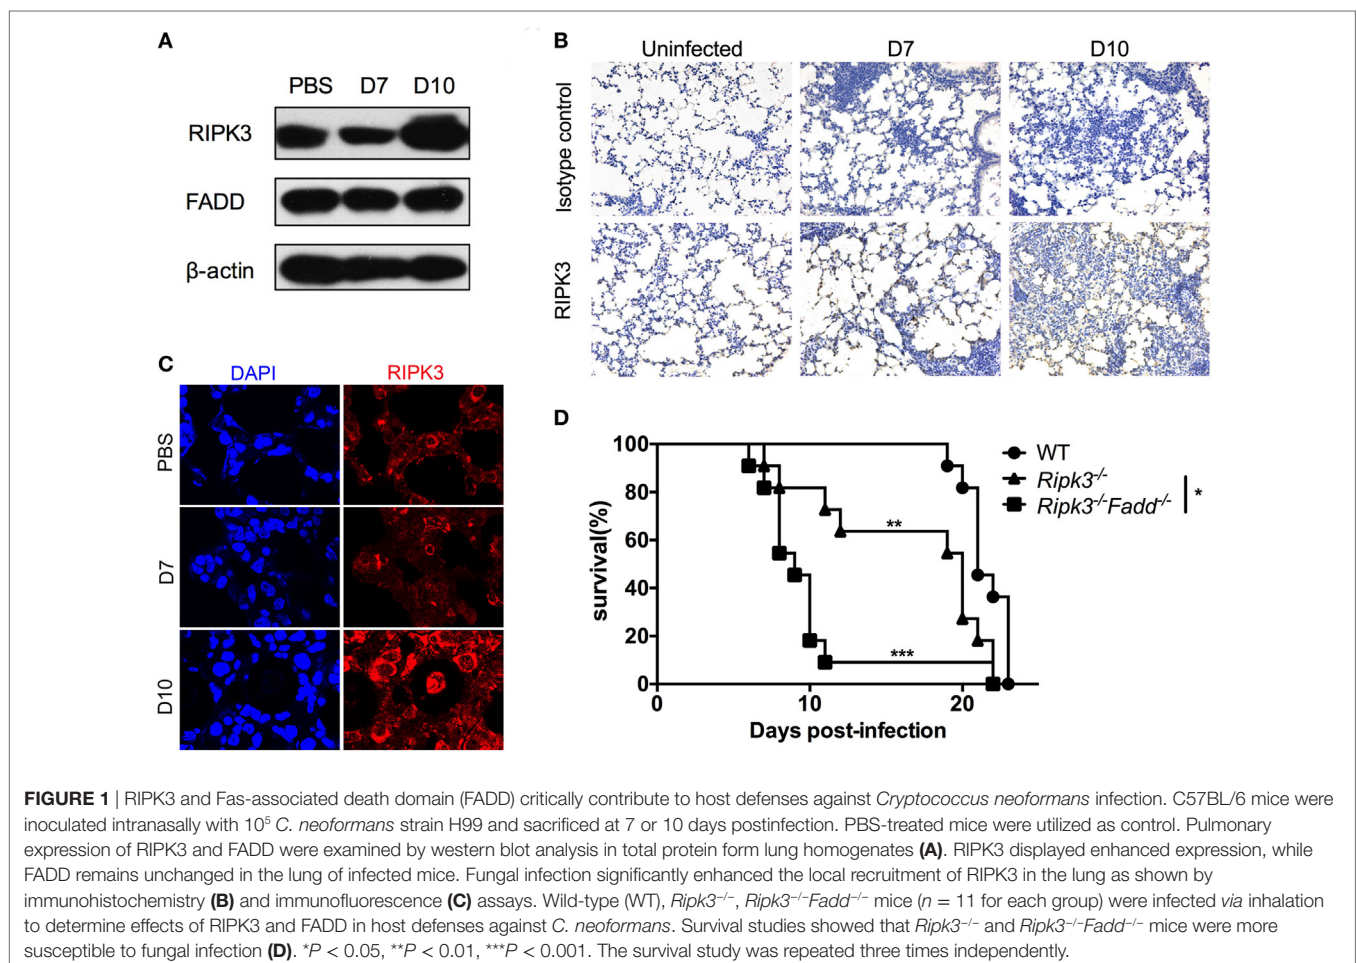 A
PBS D7 D10
RIPK3
FADD
β-actin
B
Uninfected D7 D10
Isotype control
RIPK3
C
DAPI RIPK3
PBS
D7
D10
D
WT
Ripk3-/-
Ripk3-/-Fadd-/-
*
**
***
survival(%)
100
80
60
40
20
0
0 10 20
Days post-infection
FIGURE 1 | RIPK3 and Fas-associated death domain (FADD) critically contribute to host defenses against Cryptococcus neoformans infection. C57BL/6 mice were
inoculated intranasally with 10⁵ C. neoformans strain H99 and sacrificed at 7 or 10 days postinfection. PBS-treated mice were utilized as control. Pulmonary
expression of RIPK3 and FADD were examined by western blot analysis in total protein form lung homogenates (A). RIPK3 displayed enhanced expression, while
FADD remains unchanged in the lung of infected mice. Fungal infection significantly enhanced the local recruitment of RIPK3 in the lung as shown by
immunohistochemistry (B) and immunofluorescence (C) assays. Wild-type (WT), Ripk3−/−, Ripk3−/−Fadd−/− mice (n = 11 for each group) were infected via inhalation
to determine effects of RIPK3 and FADD in host defenses against C. neoformans. Survival studies showed that Ripk3−/− and Ripk3−/−Fadd−/− mice were more
susceptible to fungal infection (D). *P < 0.05, **P < 0.01, ***P < 0.001. The survival study was repeated three times independently.